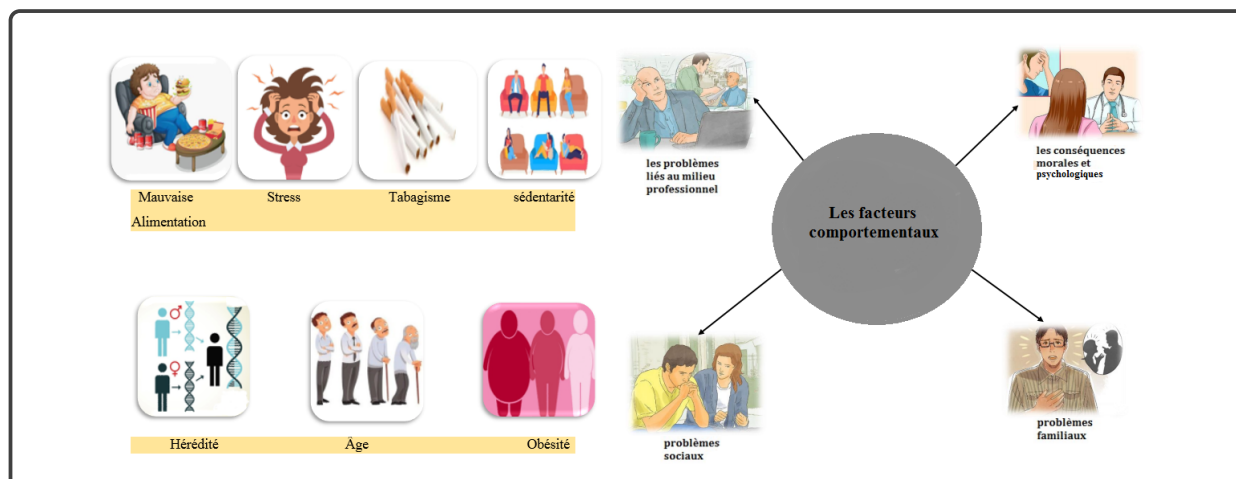 Mauvaise Stress Tabagisme sédentarité
Alimentation
Hérédité Âge Obésité
les problèmes
liés au milieu
professionnel
les conséquences
morales et
psychologiques
Les facteurs
comportementaux
problèmes
sociaux
problèmes
familiaux